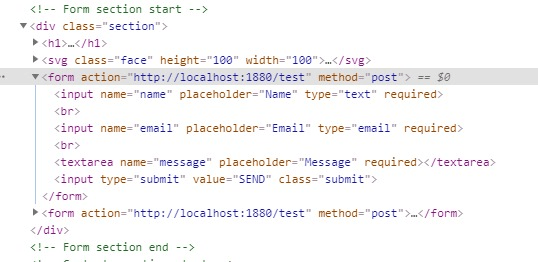 <!-- Form section start -->
▼<div class="section">
▶<h1>…</h1>
▶<svg class="face" height="100" width="100">…</svg>
▼<form action="http://localhost:1880/test" method="post"> == $0
<input name="name" placeholder="Name" type="text" required>
<br>
<input name="email" placeholder="Email" type="email" required>
<br>
<textarea name="message" placeholder="Message" required></textarea>
<input type="submit" value="SEND" class="submit">
</form>
▶<form action="http://localhost:1880/test" method="post">…</form>
</div>
<!-- Form section end -->